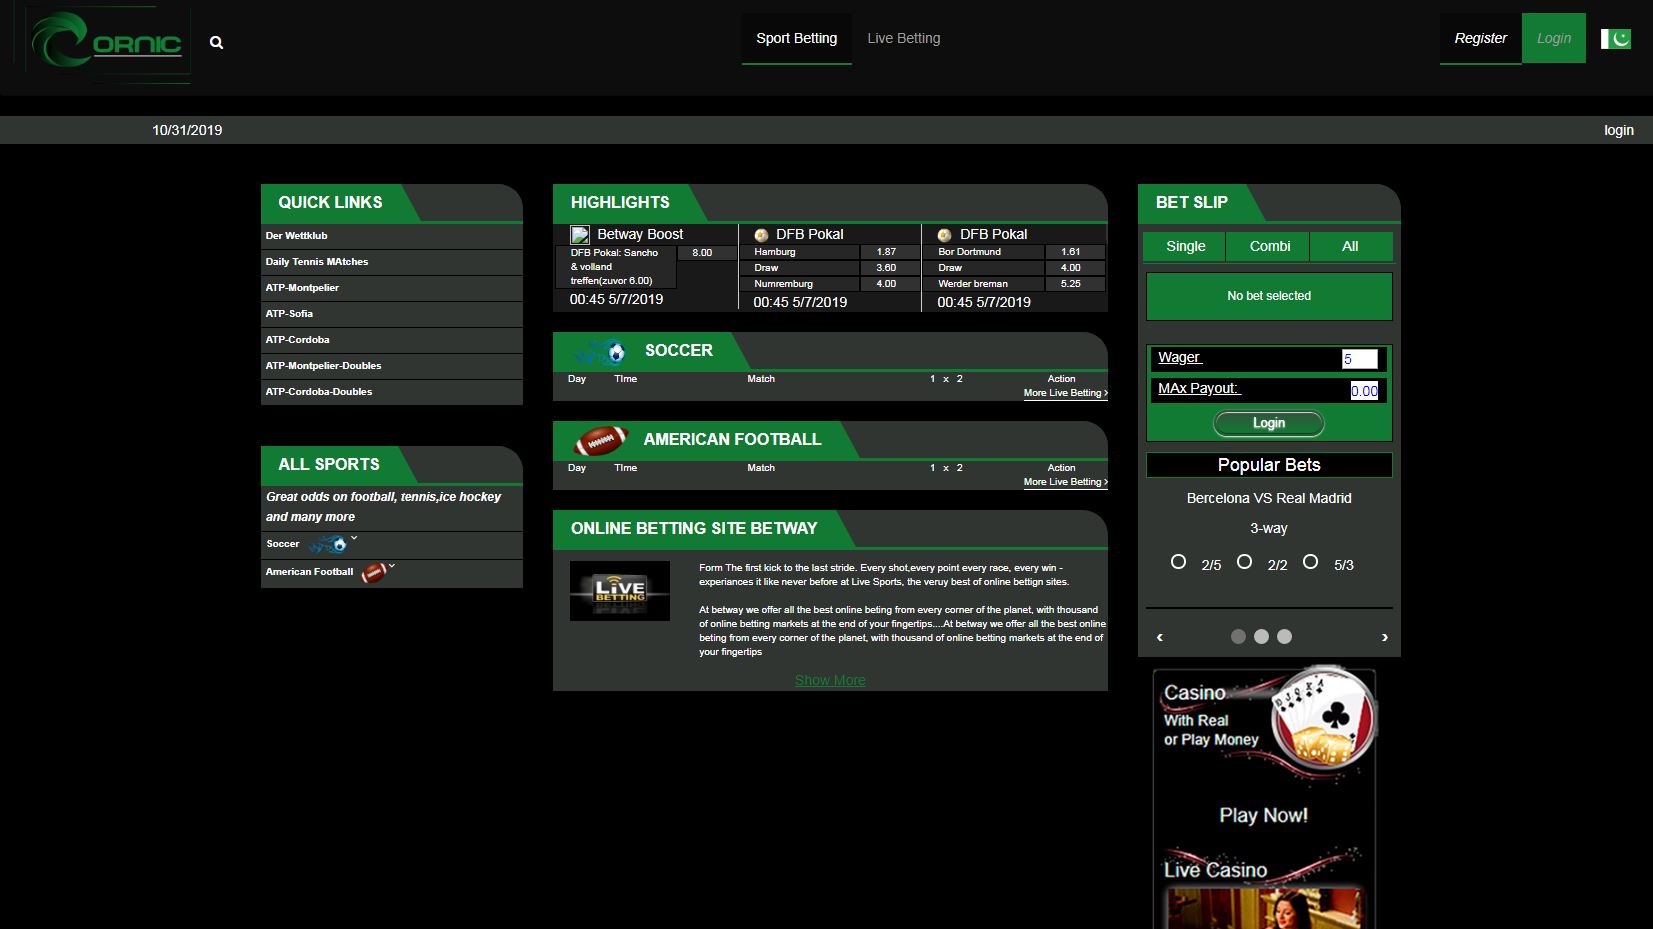 ORNIC
Sport Betting
Live Betting
Register
Login
10/31/2019
login
QUICK LINKS
Der Wettklub
Daily Tennis MAtches
ATP-Montpelier
ATP-Sofia
ATP-Cordoba
ATP-Montpelier-Doubles
ATP-Cordoba-Doubles
ALL SPORTS
Great odds on football, tennis,ice hockey
and many more
Soccer
American Football
HIGHLIGHTS
Betway Boost
DFB Pokal: Sancho 8.00
& volland
treffen(zuvor 6.00)
00:45 5/7/2019
DFB Pokal
Hamburg 1.87
Draw 3.60
Numremburg 4.00
00:45 5/7/2019
DFB Pokal
Bor Dortmund 1.61
Draw 4.00
Werder breman 5.25
00:45 5/7/2019
SOCCER
Day TIme Match 1 x 2 Action
More Live Betting
AMERICAN FOOTBALL
Day TIme Match 1 x 2 Action
More Live Betting
ONLINE BETTING SITE BETWAY
LIVE
BETTING
Form The first kick to the last stride. Every shot,every point every race, every win -
experiances it like never before at Live Sports, the veruy best of online bettign sites.
At betway we offer all the best online beting from every corner of the planet, with thousand
of online betting markets at the end of your fingertips....At betway we offer all the best online
beting from every corner of the planet, with thousand of online betting markets at the end of
your fingertips
Show More
BET SLIP
Single Combi All
No bet selected
Wager 5
MAx Payout: 0.00
Login
Popular Bets
Bercelona VS Real Madrid
3-way
2/5 2/2 5/3
‹ ›
Casino
With Real
or Play Money
Play Now!
Live Casino